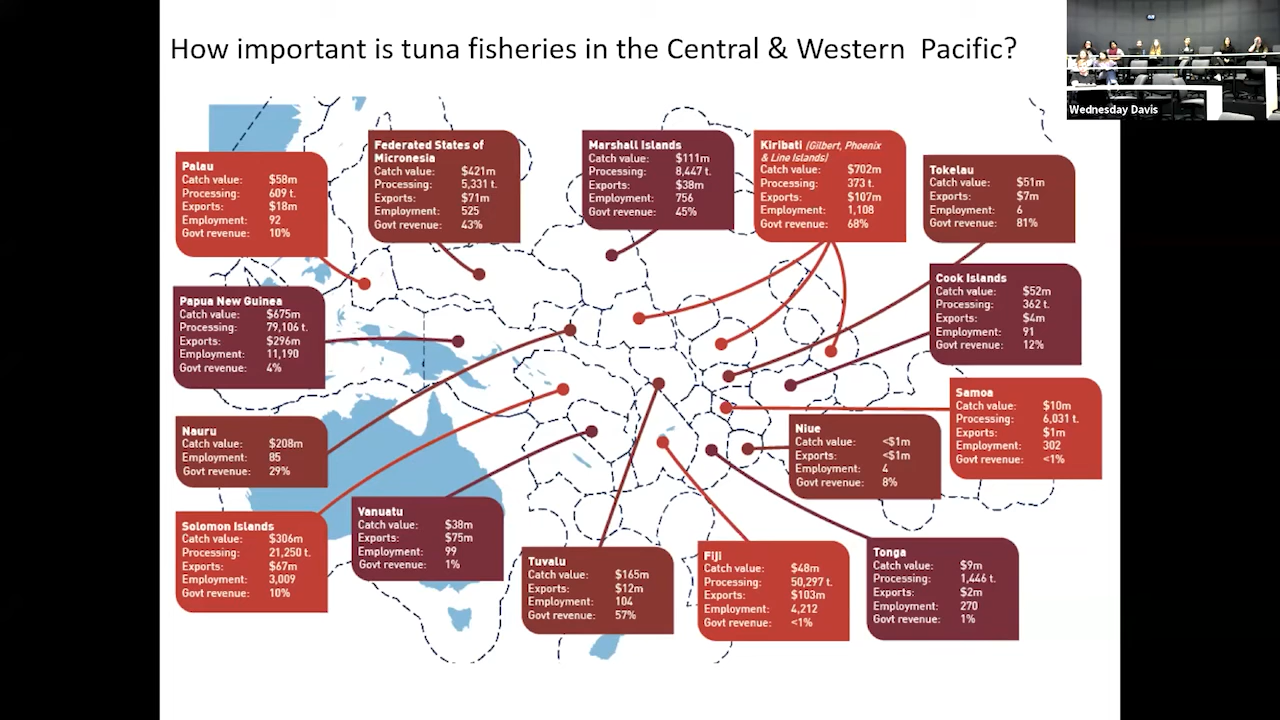 How important is tuna fisheries in the Central & Western Pacific?
Wednesday Davis
Palau
Catch value: $58m
Processing: 609 t.
Exports: $18m
Employment: 92
Govt revenue: 10%
Federated States of
Micronesia
Catch value: $421m
Processing: 5,331 t.
Exports: $71m
Employment: 525
Govt revenue: 43%
Marshall Islands
Catch value: $111m
Processing: 8,447 t.
Exports: $38m
Employment: 756
Govt revenue: 45%
Kiribati (Gilbert, Phoenix
& Line Islands)
Catch value: $702m
Processing: 373 t.
Exports: $107m
Employment: 1,108
Govt revenue: 68%
Tokelau
Catch value: $51m
Exports: $7m
Employment: 6
Govt revenue: 81%
Papua New Guinea
Catch value: $675m
Processing: 79,106 t.
Exports: $296m
Employment: 11,190
Govt revenue: 4%
Cook Islands
Catch value: $52m
Processing: 362 t.
Exports: $4m
Employment: 91
Govt revenue: 12%
Samoa
Catch value: $10m
Processing: 6,031 t.
Exports: $1m
Employment: 302
Govt revenue: <1%
Nauru
Catch value: $208m
Employment: 85
Govt revenue: 29%
Niue
Catch value: <$1m
Exports: <$1m
Employment: 4
Govt revenue: 8%
Solomon Islands
Catch value: $306m
Processing: 21,250 t.
Exports: $67m
Employment: 3,009
Govt revenue: 10%
Vanuatu
Catch value: $38m
Exports: $75m
Employment: 99
Govt revenue: 1%
Tuvalu
Catch value: $165m
Exports: $12m
Employment: 104
Govt revenue: 57%
Fiji
Catch value: $48m
Processing: 50,297 t.
Exports: $103m
Employment: 4,212
Govt revenue: <1%
Tonga
Catch value: $9m
Processing: 1,446 t.
Exports: $2m
Employment: 270
Govt revenue: 1%